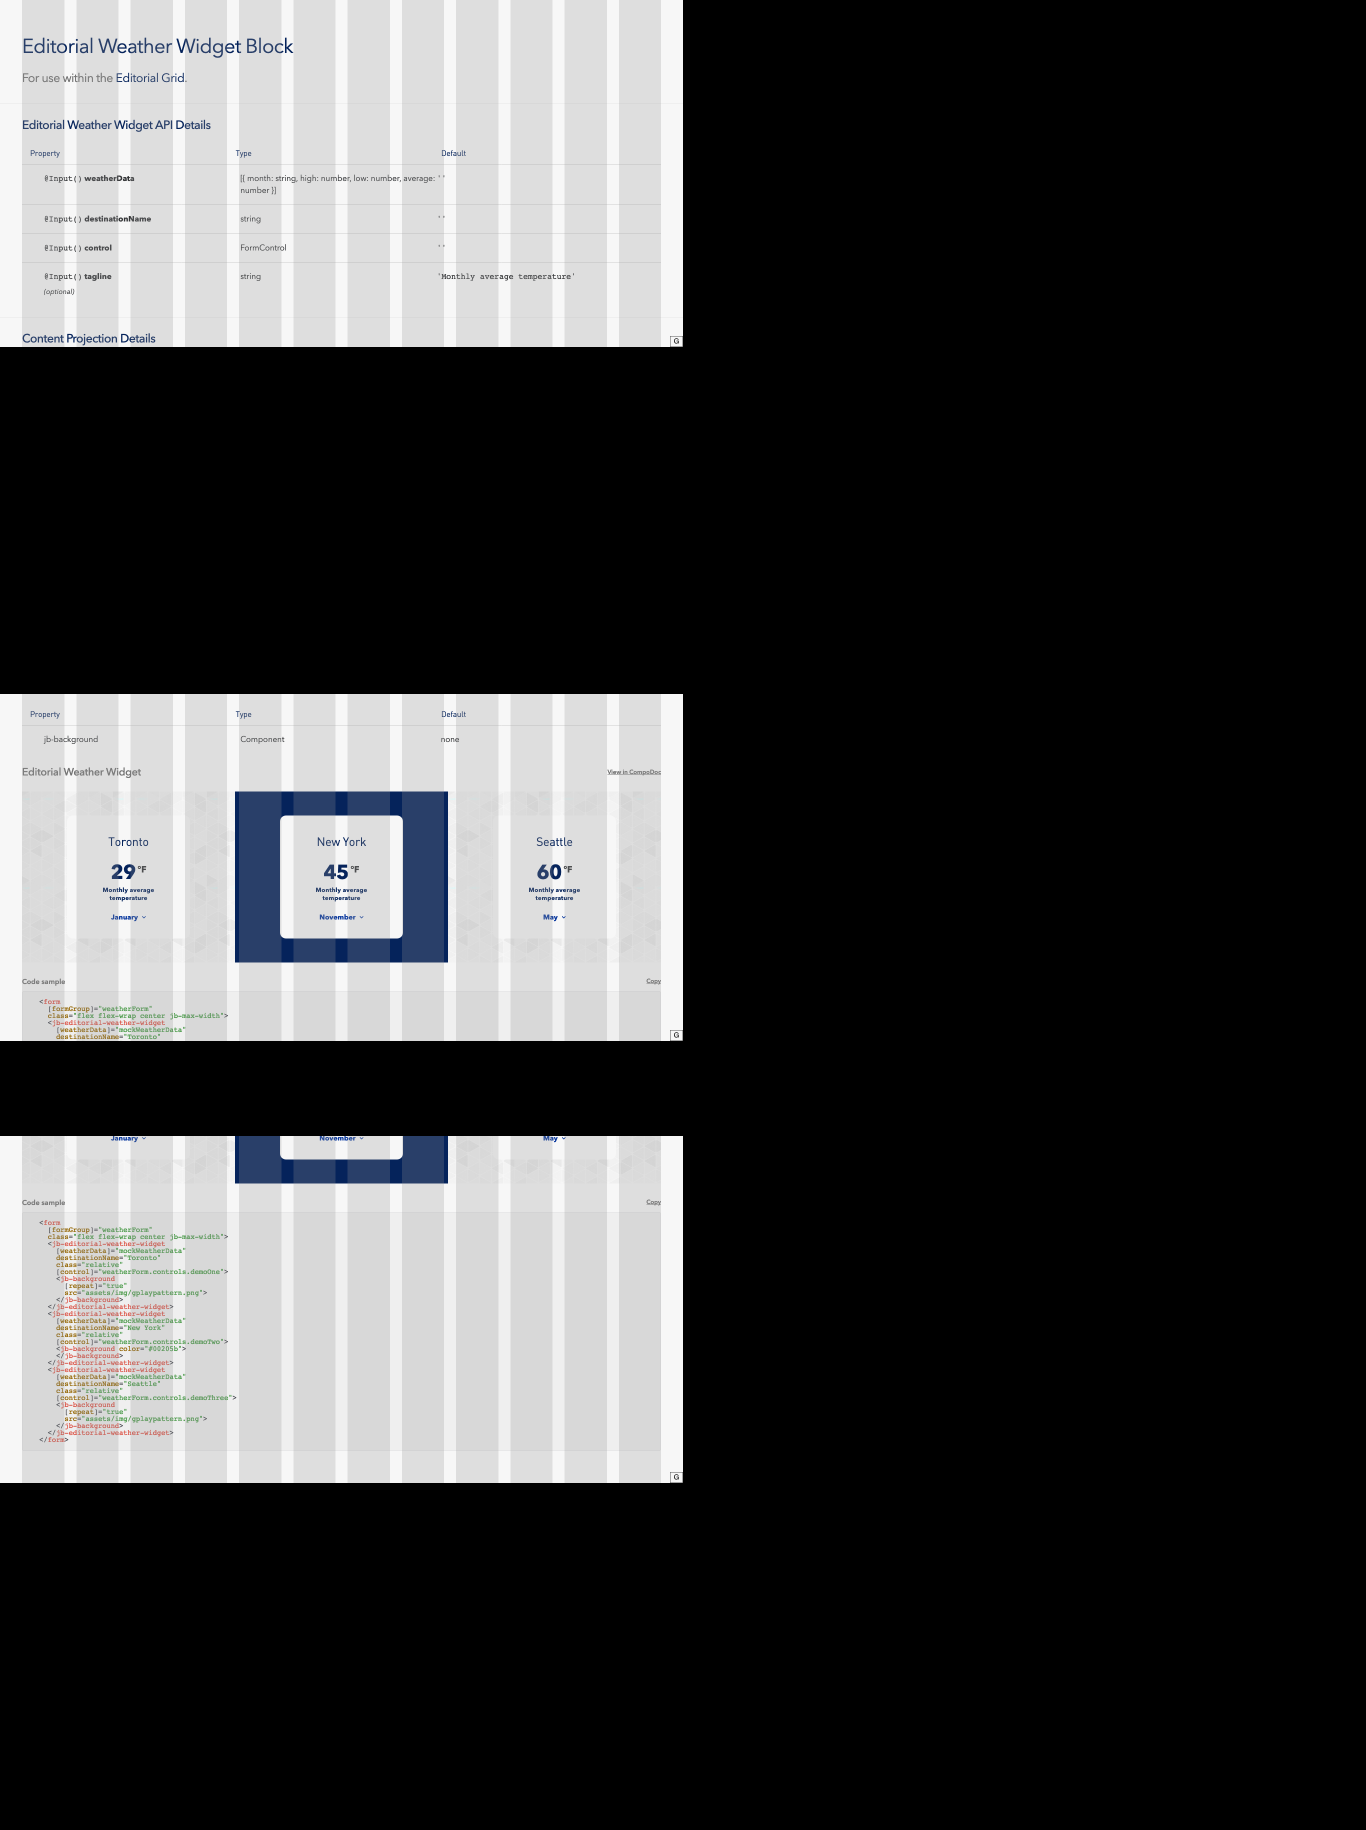 Editorial Weather Widget Block
For use within the Editorial Grid.
Editorial Weather Widget API Details
Property Type Default
@Input() weatherData [{ month: string, high: number, low: number, average: number }] ''
@Input() destinationName string ''
@Input() control FormControl ''
@Input() tagline string 'Monthly average temperature'
(optional)
Content Projection Details
G
Property Type Default
jb-background Component none
Editorial Weather Widget View in CompoDoc
Toronto New York Seattle
29 °F 45 °F 60 °F
Monthly average Monthly average Monthly average
temperature temperature temperature
January November May
Code sample Copy
<form
[formGroup]="weatherForm"
class="flex flex-wrap center jb-max-width">
<jb-editorial-weather-widget
[weatherData]="mockWeatherData"
destinationName="Toronto"
G
January November May
Code sample Copy
<form
[formGroup]="weatherForm"
class="flex flex-wrap center jb-max-width">
<jb-editorial-weather-widget
[weatherData]="mockWeatherData"
destinationName="Toronto"
class="relative"
[control]="weatherForm.controls.demoOne">
<jb-background
[repeat]="true"
src="assets/img/gplaypattern.png">
</jb-background>
</jb-editorial-weather-widget>
<jb-editorial-weather-widget
[weatherData]="mockWeatherData"
destinationName="New York"
class="relative"
[control]="weatherForm.controls.demoTwo">
<jb-background color="#00205b">
</jb-background>
</jb-editorial-weather-widget>
<jb-editorial-weather-widget
[weatherData]="mockWeatherData"
destinationName="Seattle"
class="relative"
[control]="weatherForm.controls.demoThree">
<jb-background
[repeat]="true"
src="assets/img/gplaypattern.png">
</jb-background>
</jb-editorial-weather-widget>
</form>
G